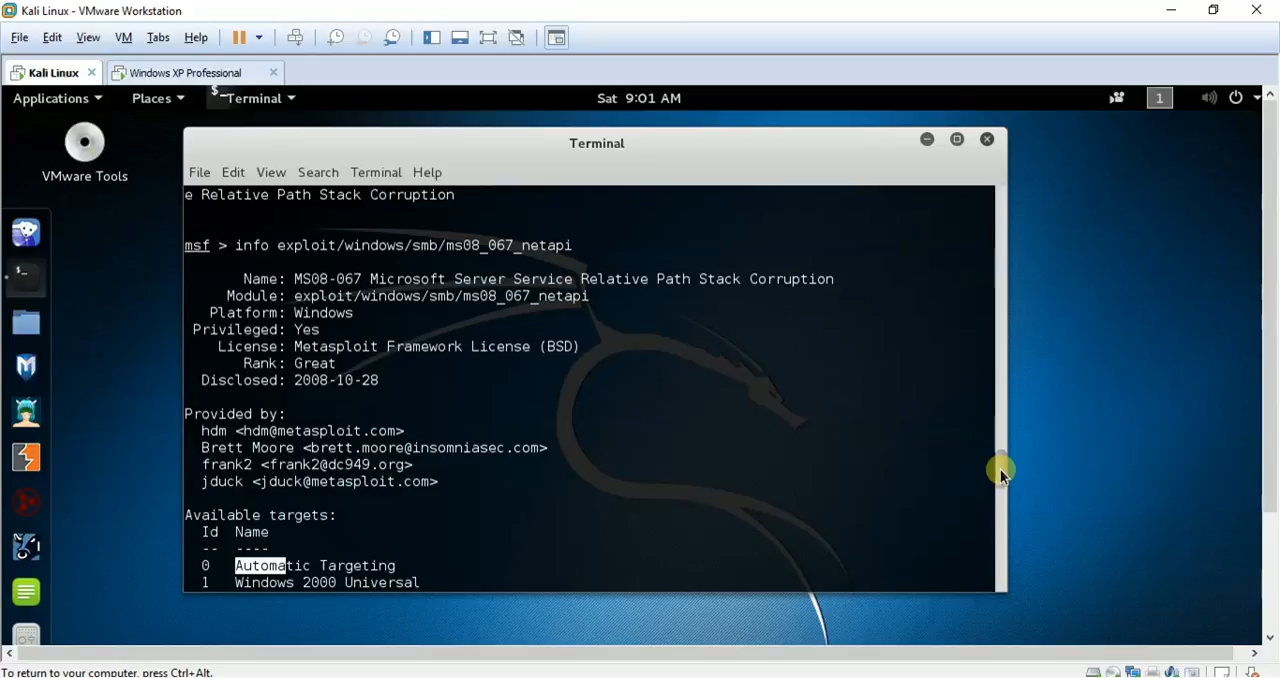 Kali Linux - VMware Workstation
File Edit View VM Tabs Help
Kali Linux Windows XP Professional
Applications Places Terminal Sat 9:01 AM 1
VMware Tools
Terminal
File Edit View Search Terminal Help
e Relative Path Stack Corruption
msf > info exploit/windows/smb/ms08_067_netapi
Name: MS08-067 Microsoft Server Service Relative Path Stack Corruption
Module: exploit/windows/smb/ms08_067_netapi
Platform: Windows
Privileged: Yes
License: Metasploit Framework License (BSD)
Rank: Great
Disclosed: 2008-10-28
Provided by:
hdm <hdm@metasploit.com>
Brett Moore <brett.moore@insomniasec.com>
frank2 <frank2@dc949.org>
jduck <jduck@metasploit.com>
Available targets:
Id Name
-- ----
0 Automatic Targeting
1 Windows 2000 Universal
To return to your computer, press Ctrl+Alt.